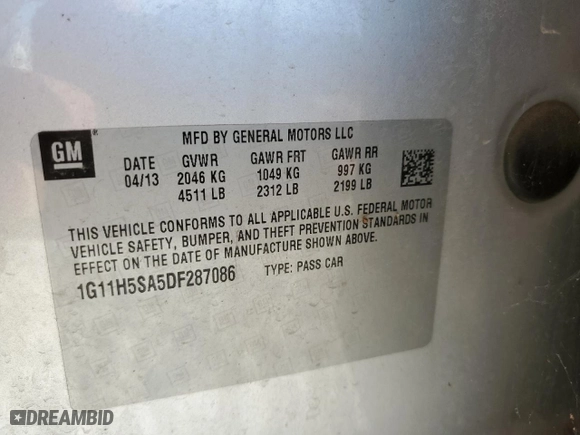 GM ®
MFD BY GENERAL MOTORS LLC
DATE GVWR GAWR FRT GAWR RR
04/13 2046 KG 1049 KG 997 KG
4511 LB 2312 LB 2199 LB
THIS VEHICLE CONFORMS TO ALL APPLICABLE U.S. FEDERAL MOTOR
VEHICLE SAFETY, BUMPER, AND THEFT PREVENTION STANDARDS IN
EFFECT ON THE DATE OF MANUFACTURE SHOWN ABOVE.
1G11H5SA5DF287086 TYPE: PASS CAR
DREAMBID